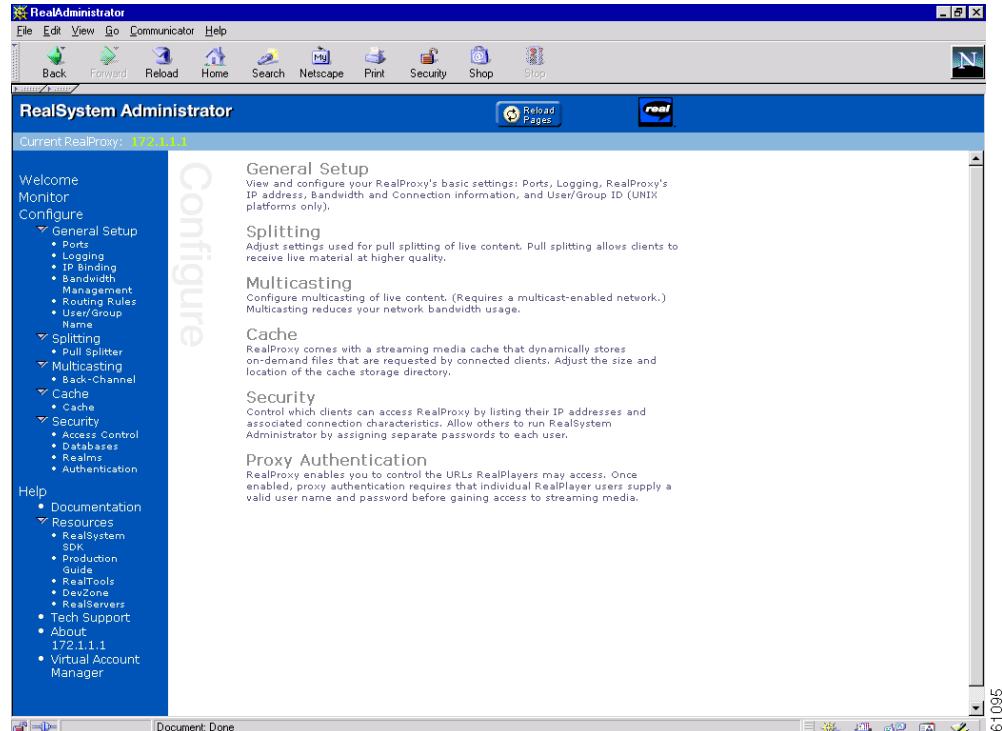 RealAdministrator
File Edit View Go Communicator Help
Back Forward Reload Home Search Netscape Print Security Shop Stop
My
N
RealSystem Administrator
Reload
Pages
real
Current RealProxy: 172.1.1.1
Welcome
Monitor
Configure
General Setup
• Ports
• Logging
• IP Binding
• Bandwidth
Management
• Routing Rules
• User/Group
Name
Splitting
• Pull Splitter
Multicasting
• Back-Channel
Cache
• Cache
Security
• Access Control
• Databases
• Realms
• Authentication
Help
• Documentation
Resources
• RealSystem
SDK
• Production
Guide
• RealTools
• DevZone
• RealServers
• Tech Support
• About
172.1.1.1
• Virtual Account
Manager
Configure
General Setup
View and configure your RealProxy's basic settings: Ports, Logging, RealProxy's
IP address, Bandwidth and Connection information, and User/Group ID (UNIX
platforms only).
Splitting
Adjust settings used for pull splitting of live content. Pull splitting allows clients to
receive live material at higher quality.
Multicasting
Configure multicasting of live content. (Requires a multicast-enabled network.)
Multicasting reduces your network bandwidth usage.
Cache
RealProxy comes with a streaming media cache that dynamically stores
on-demand files that are requested by connected clients. Adjust the size and
location of the cache storage directory.
Security
Control which clients can access RealProxy by listing their IP addresses and
associated connection characteristics. Allow others to run RealSystem
Administrator by assigning separate passwords to each user.
Proxy Authentication
RealProxy enables you to control the URLs RealPlayers may access. Once
enabled, proxy authentication requires that individual RealPlayer users supply a
valid user name and password before gaining access to streaming media.
Document: Done
61095